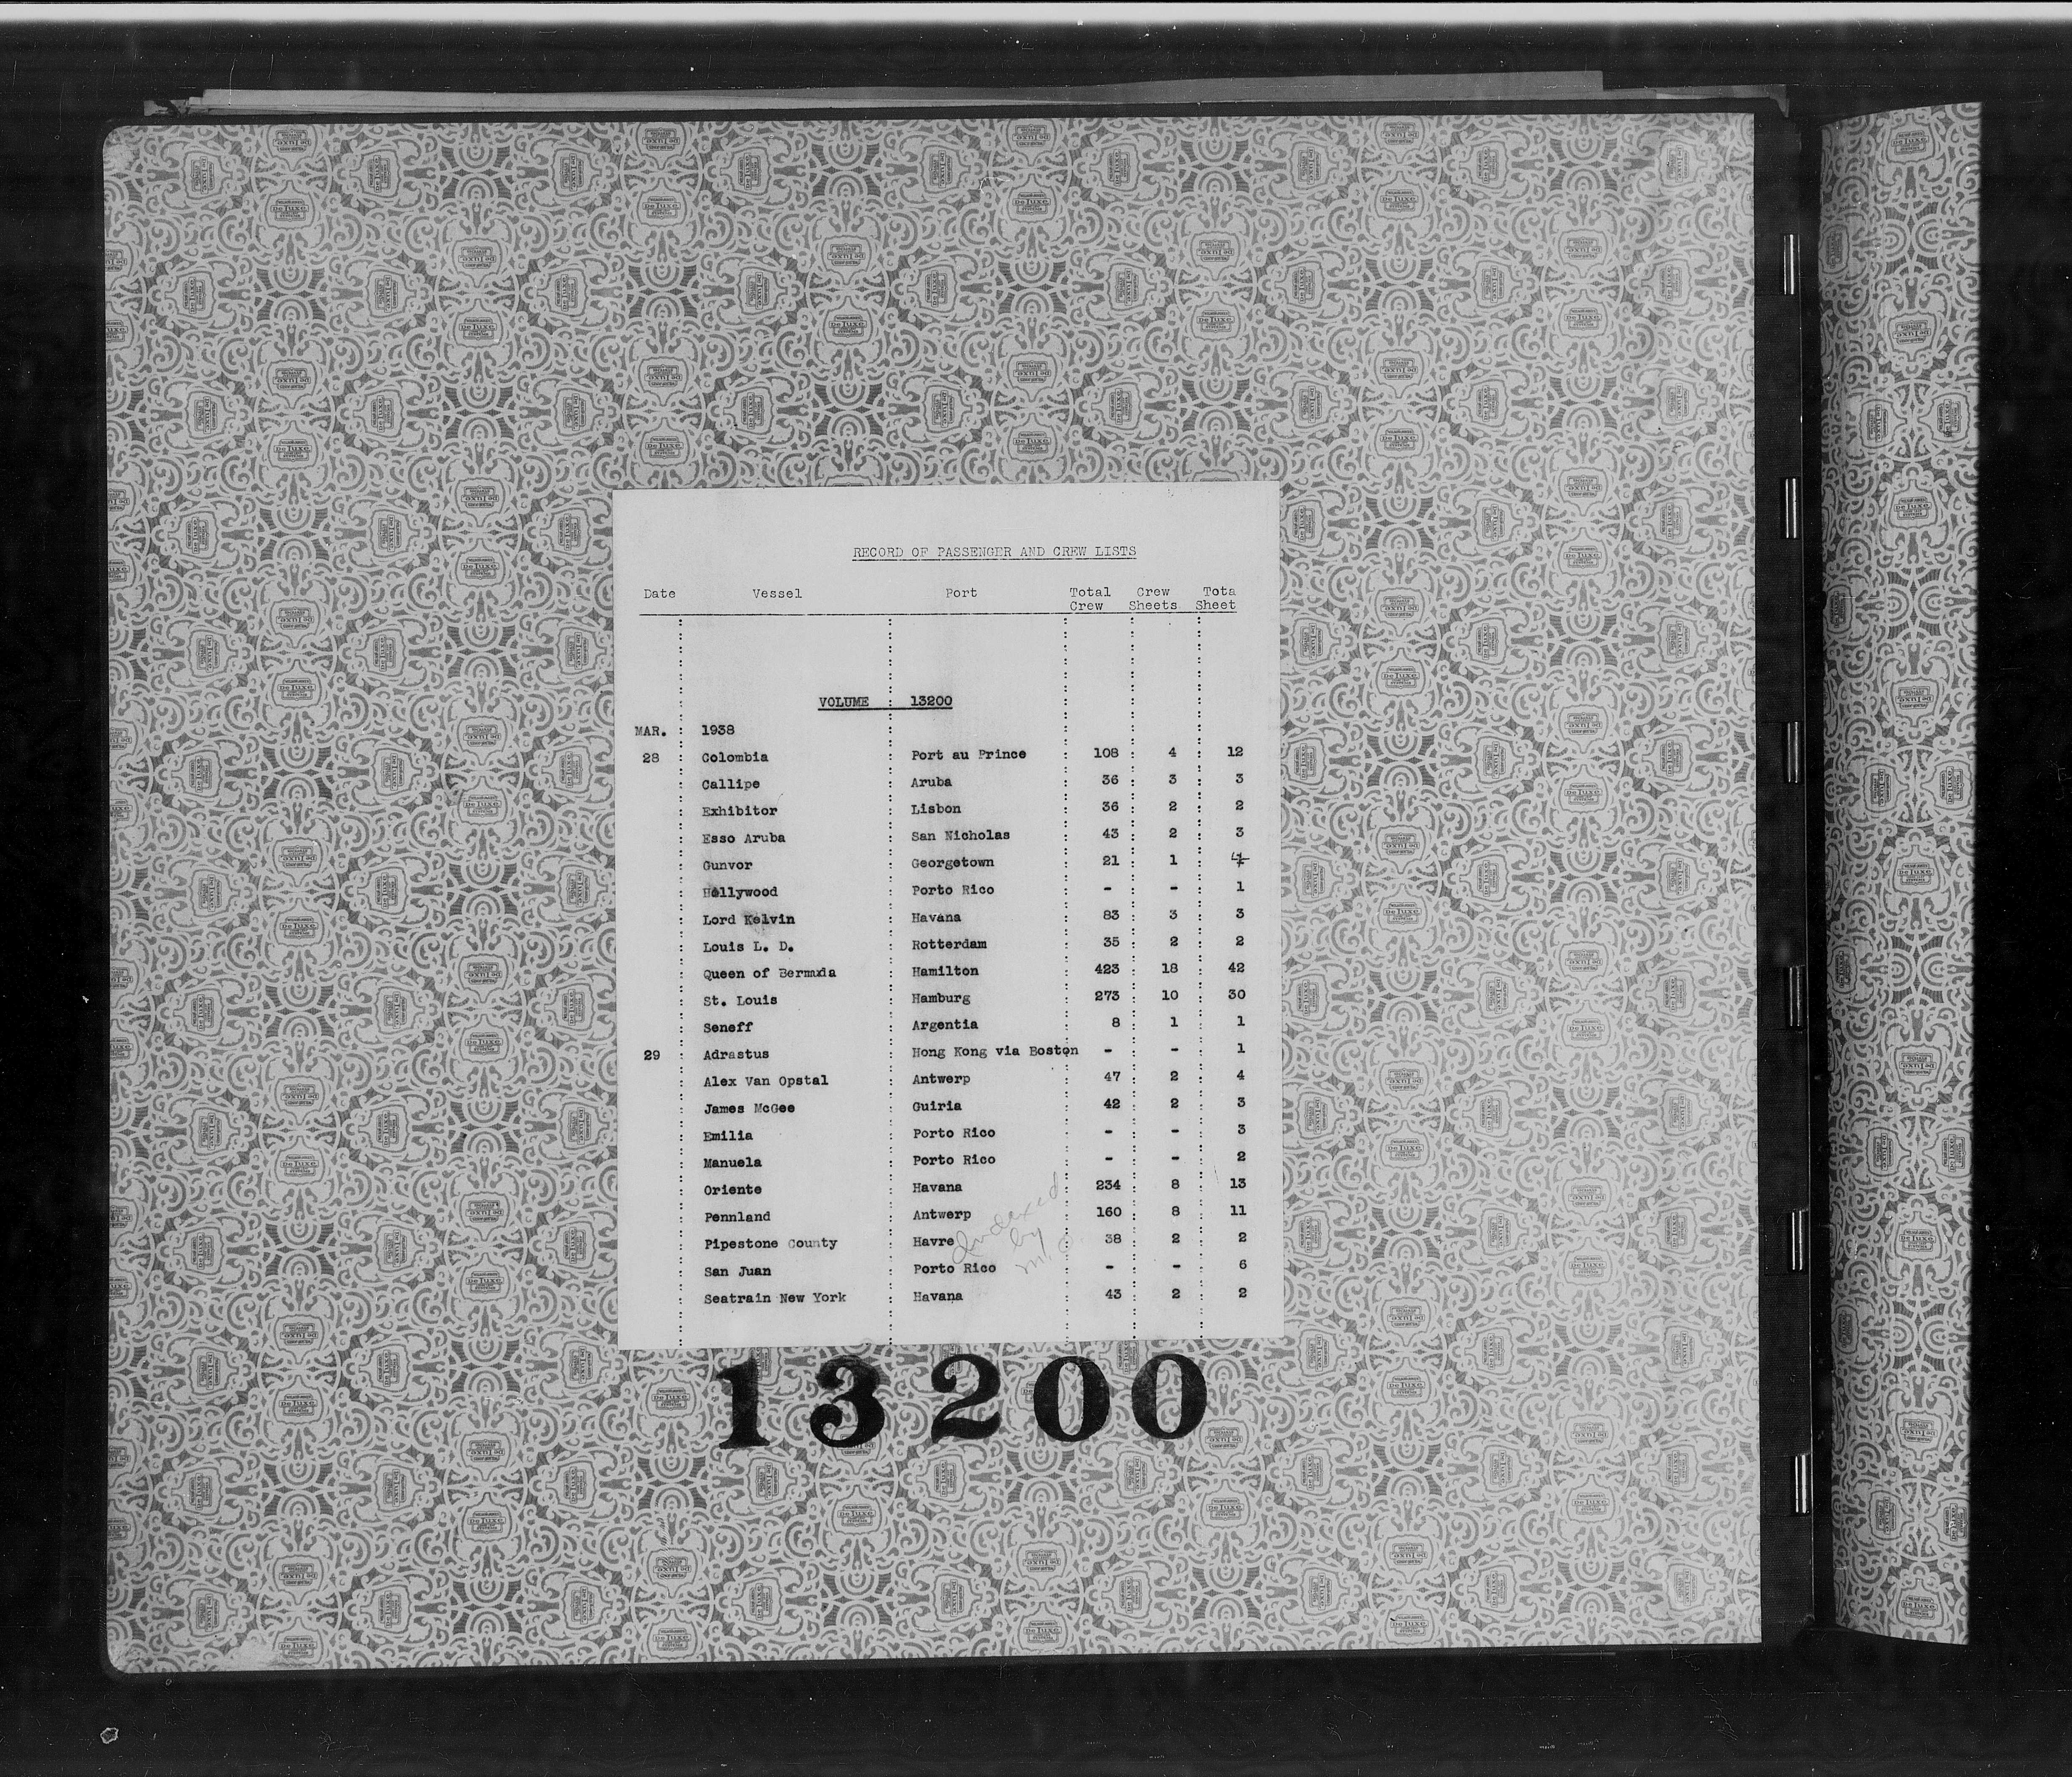 RECORD OF PASSENGER AND CREW LISTS
Date Vessel Port Total Crew Crew Sheets Tota Sheet
VOLUME : 13200
MAR. 1938
28 Colombia Port au Prince 108 4 12
Callipe Aruba 36 3 3
Exhibitor Lisbon 36 2 2
Esso Aruba San Nicholas 43 2 3
Gunvor Georgetown 21 1 4
Hollywood Porto Rico - - 1
Lord Kelvin Havana 83 3 3
Louis L. D. Rotterdam 35 2 2
Queen of Bermuda Hamilton 423 18 42
St. Louis Hamburg 273 10 30
Seneff Argentia 8 1 1
29 Adrastus Hong Kong via Boston - - 1
Alex Van Opstal Antwerp 47 2 4
James McGee Guiria 42 2 3
Emilia Porto Rico - - 3
Manuela Porto Rico - - 2
Oriente Havana 234 8 13
Pennland Antwerp 160 8 11
Pipestone County Havre 38 2 2
San Juan Porto Rico - - 6
Seatrain New York Havana 43 2 2
Indexed
by
13200
De Luxe